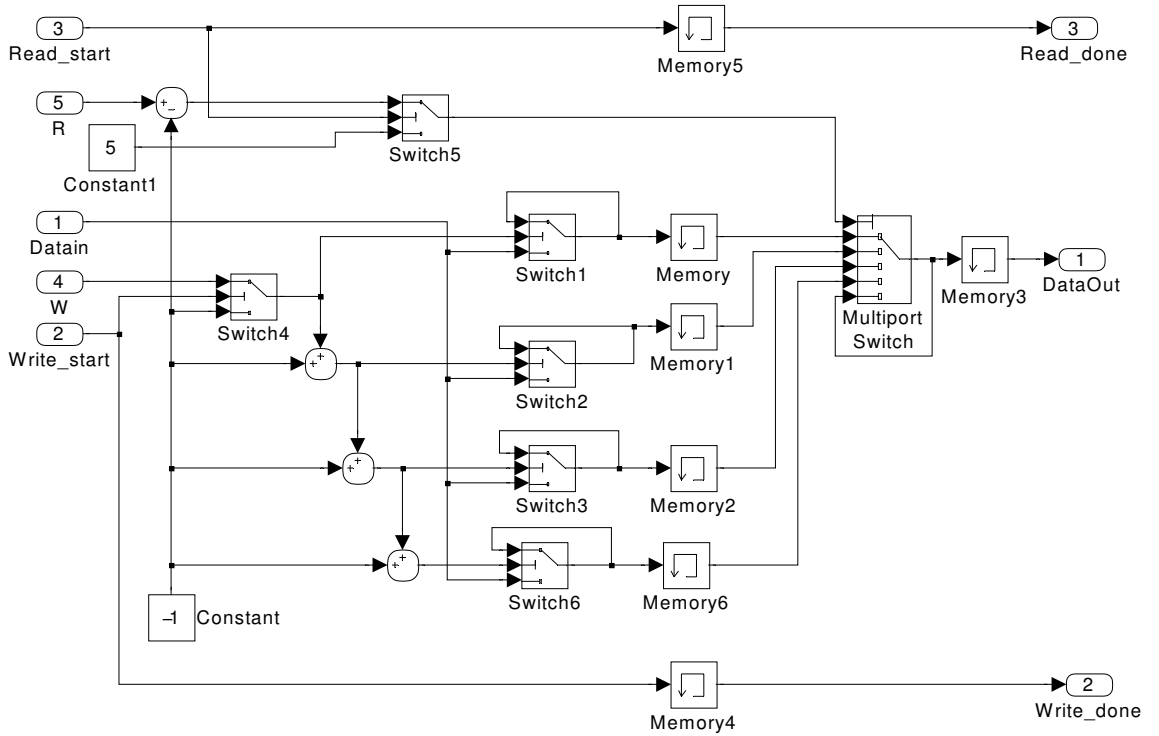 3
Read_start
Memory5
3
Read_done
5
R
+
−
Switch5
5
Constant1
1
Datain
Switch1
Memory
Memory3
1
DataOut
4
W
Switch4
Multiport
Switch
2
Write_start
+
+
Switch2
Memory1
+
+
Switch3
Memory2
+
+
Switch6
Memory6
−1
Constant
Memory4
2
Write_done